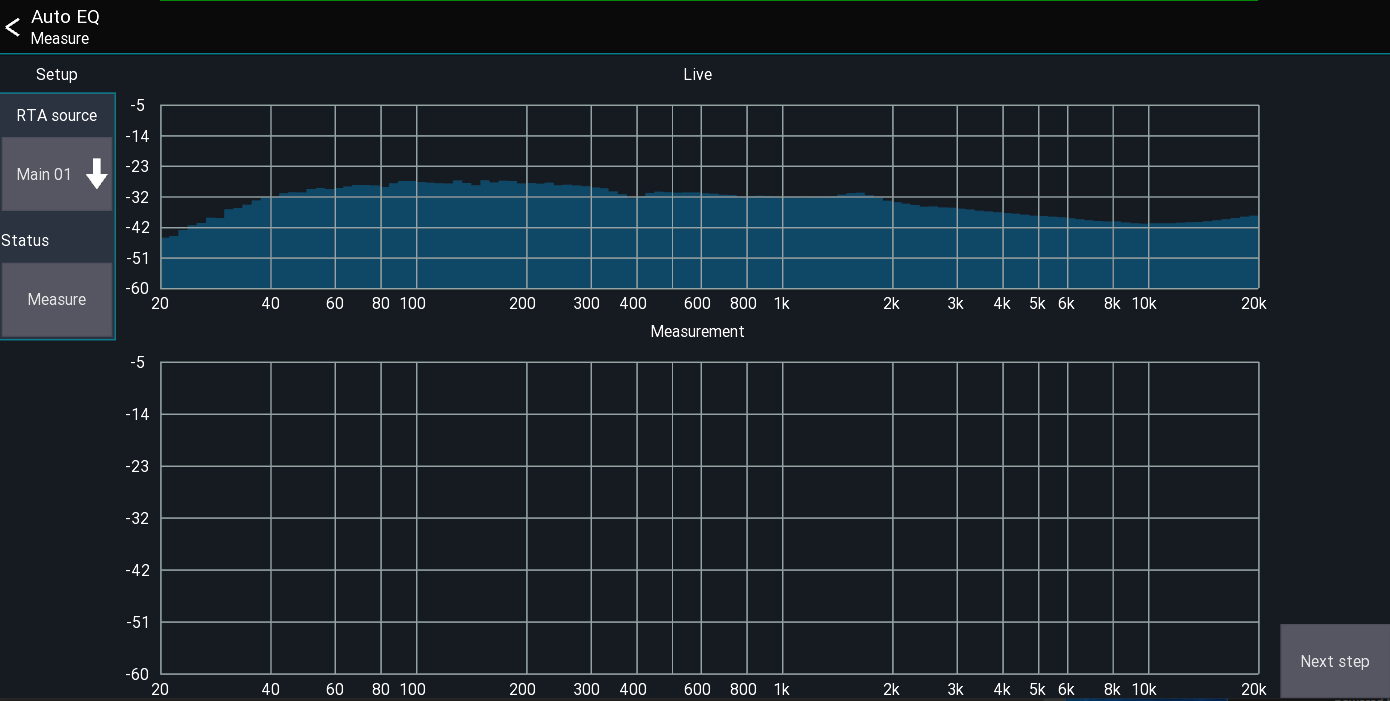 Auto EQ
Measure
Setup
Live
RTA source
Main 01
Status
Measure
-5
-14
-23
-32
-42
-51
-60
20 40 60 80 100 200 300 400 600 800 1k 2k 3k 4k 5k 6k 8k 10k 20k
Measurement
-5
-14
-23
-32
-42
-51
-60
20 40 60 80 100 200 300 400 600 800 1k 2k 3k 4k 5k 6k 8k 10k 20k
Next step